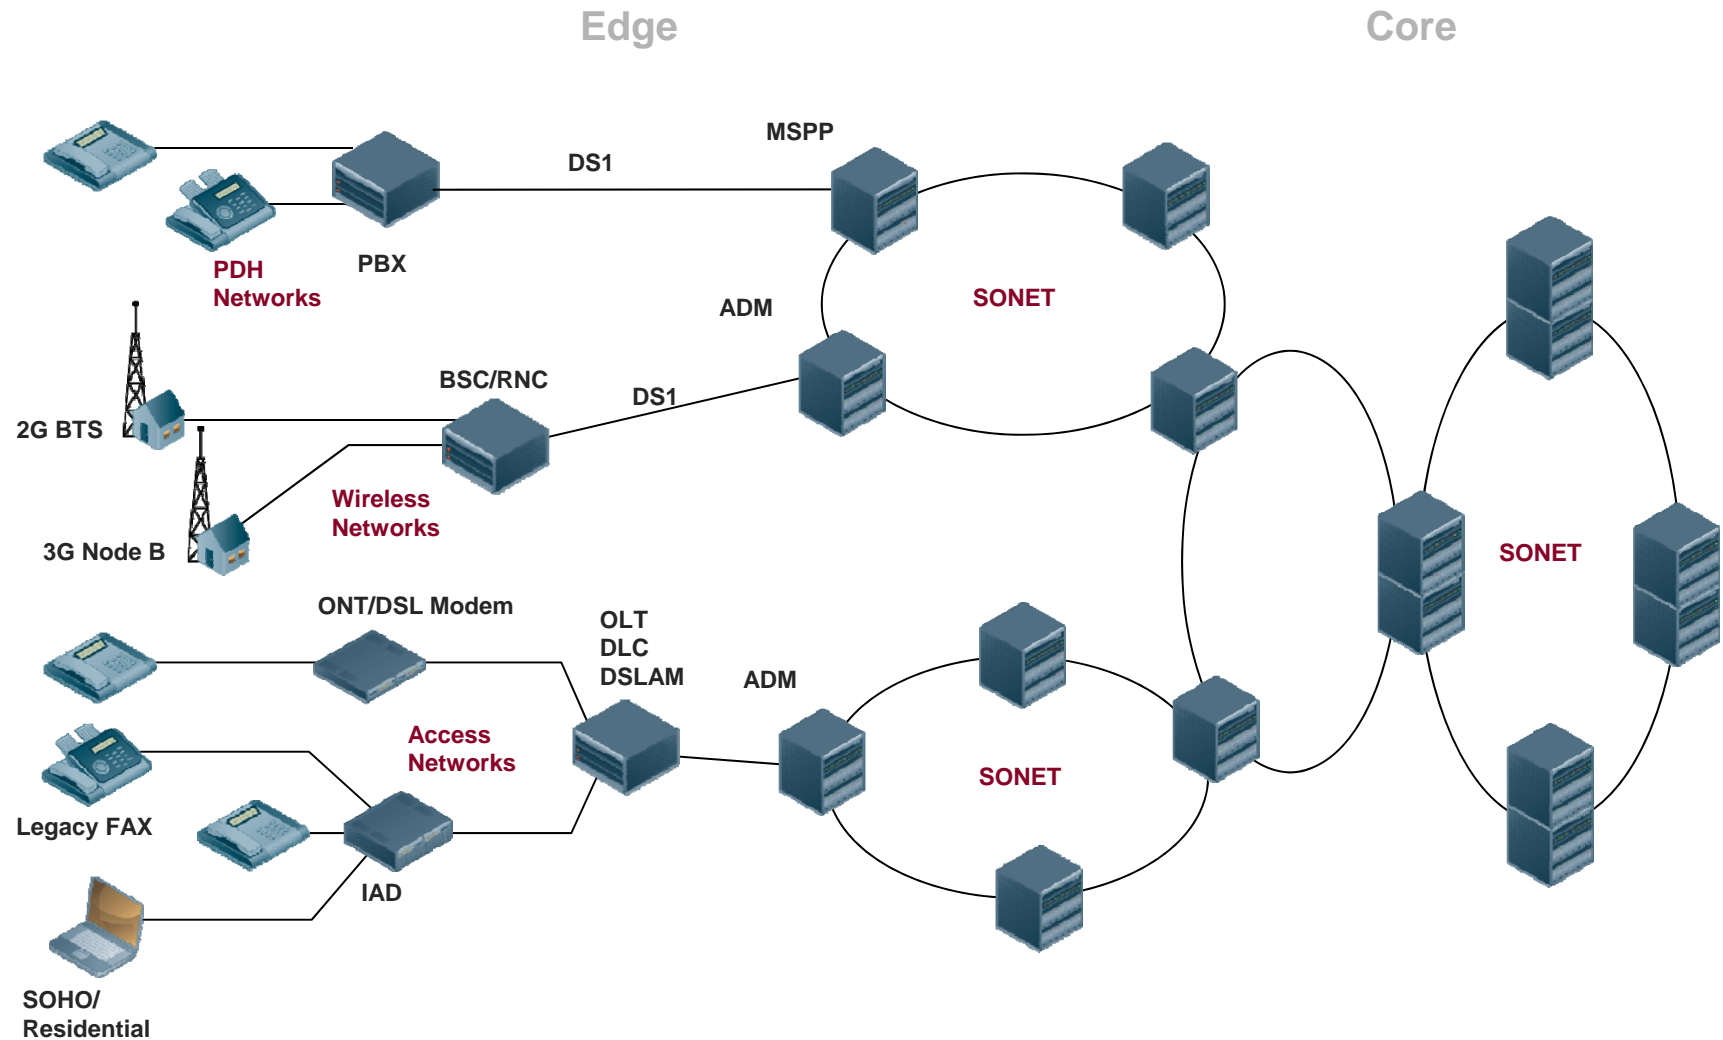 Edge
Core
MSPP
DS1
PBX
PDH
Networks
ADM
SONET
BSC/RNC
DS1
2G BTS
Wireless
Networks
3G Node B
SONET
ONT/DSL Modem
OLT
DLC
DSLAM
ADM
Access
Networks
SONET
Legacy FAX
IAD
SOHO/
Residential